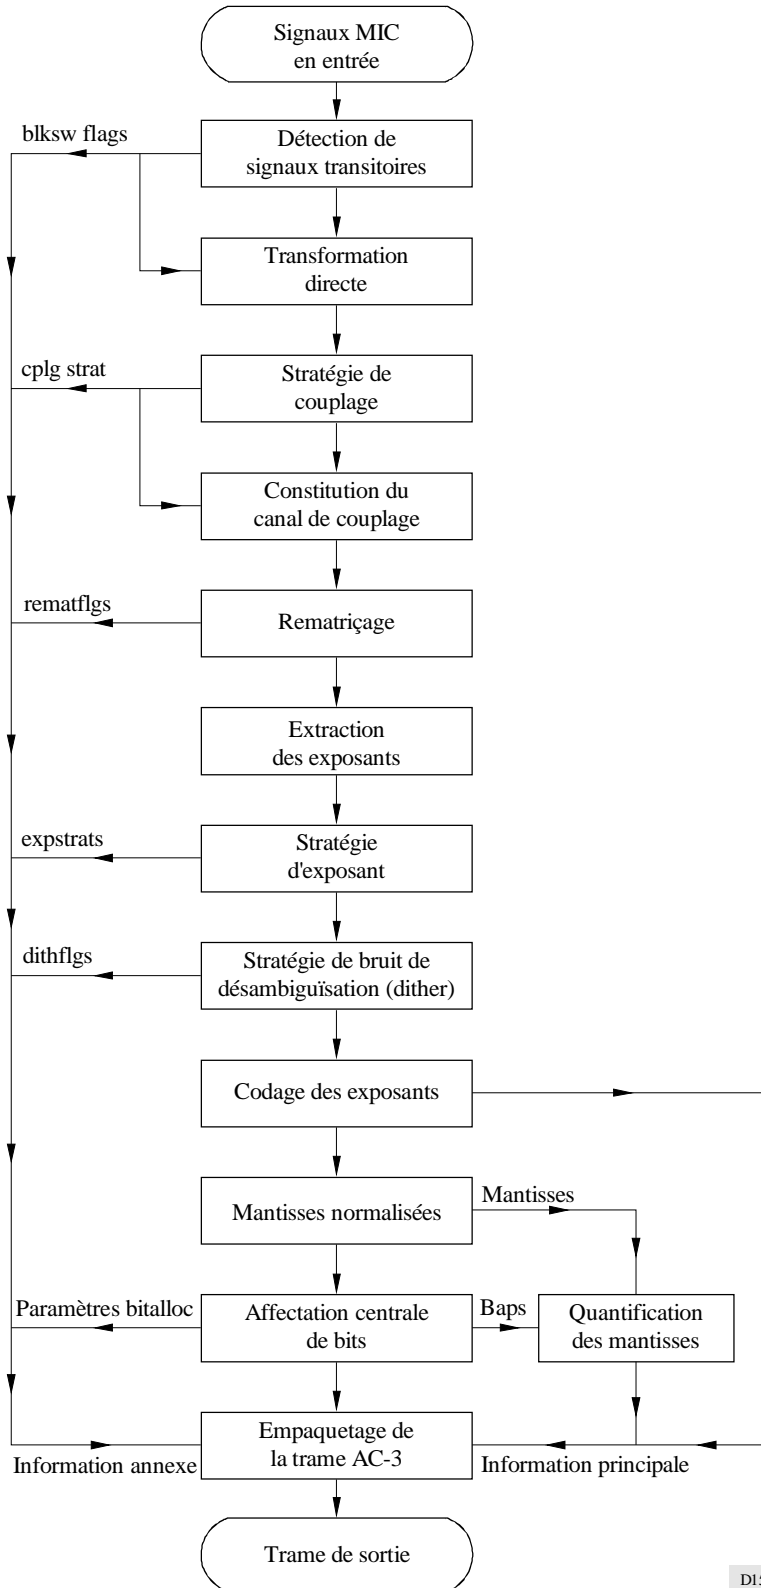 Signaux MIC
en entrée
blksw flags
Détection de
signaux transitoires
Transformation
directe
cplg strat
Stratégie de
couplage
Constitution du
canal de couplage
rematflgs
Rematriçage
Extraction
des exposants
expstrats
Stratégie
d'exposant
dithflgs
Stratégie de bruit de
désambiguïsation (dither)
Codage des exposants
Mantisses normalisées
Mantisses
Paramètres bitalloc
Affectation centrale
de bits
Baps
Quantification
des mantisses
Empaquetage de
la trame AC-3
Information annexe
Information principale
Trame de sortie
D15